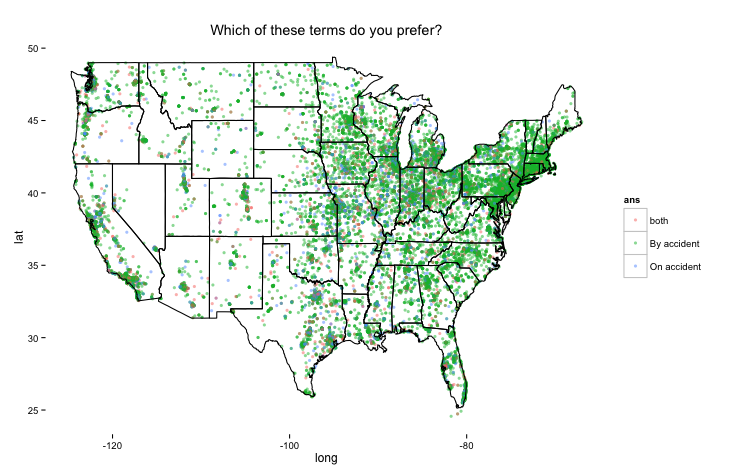 Which of these terms do you prefer?
50
45
40
35
30
25
lat
-120
-100
-80
long
ans
both
By accident
On accident